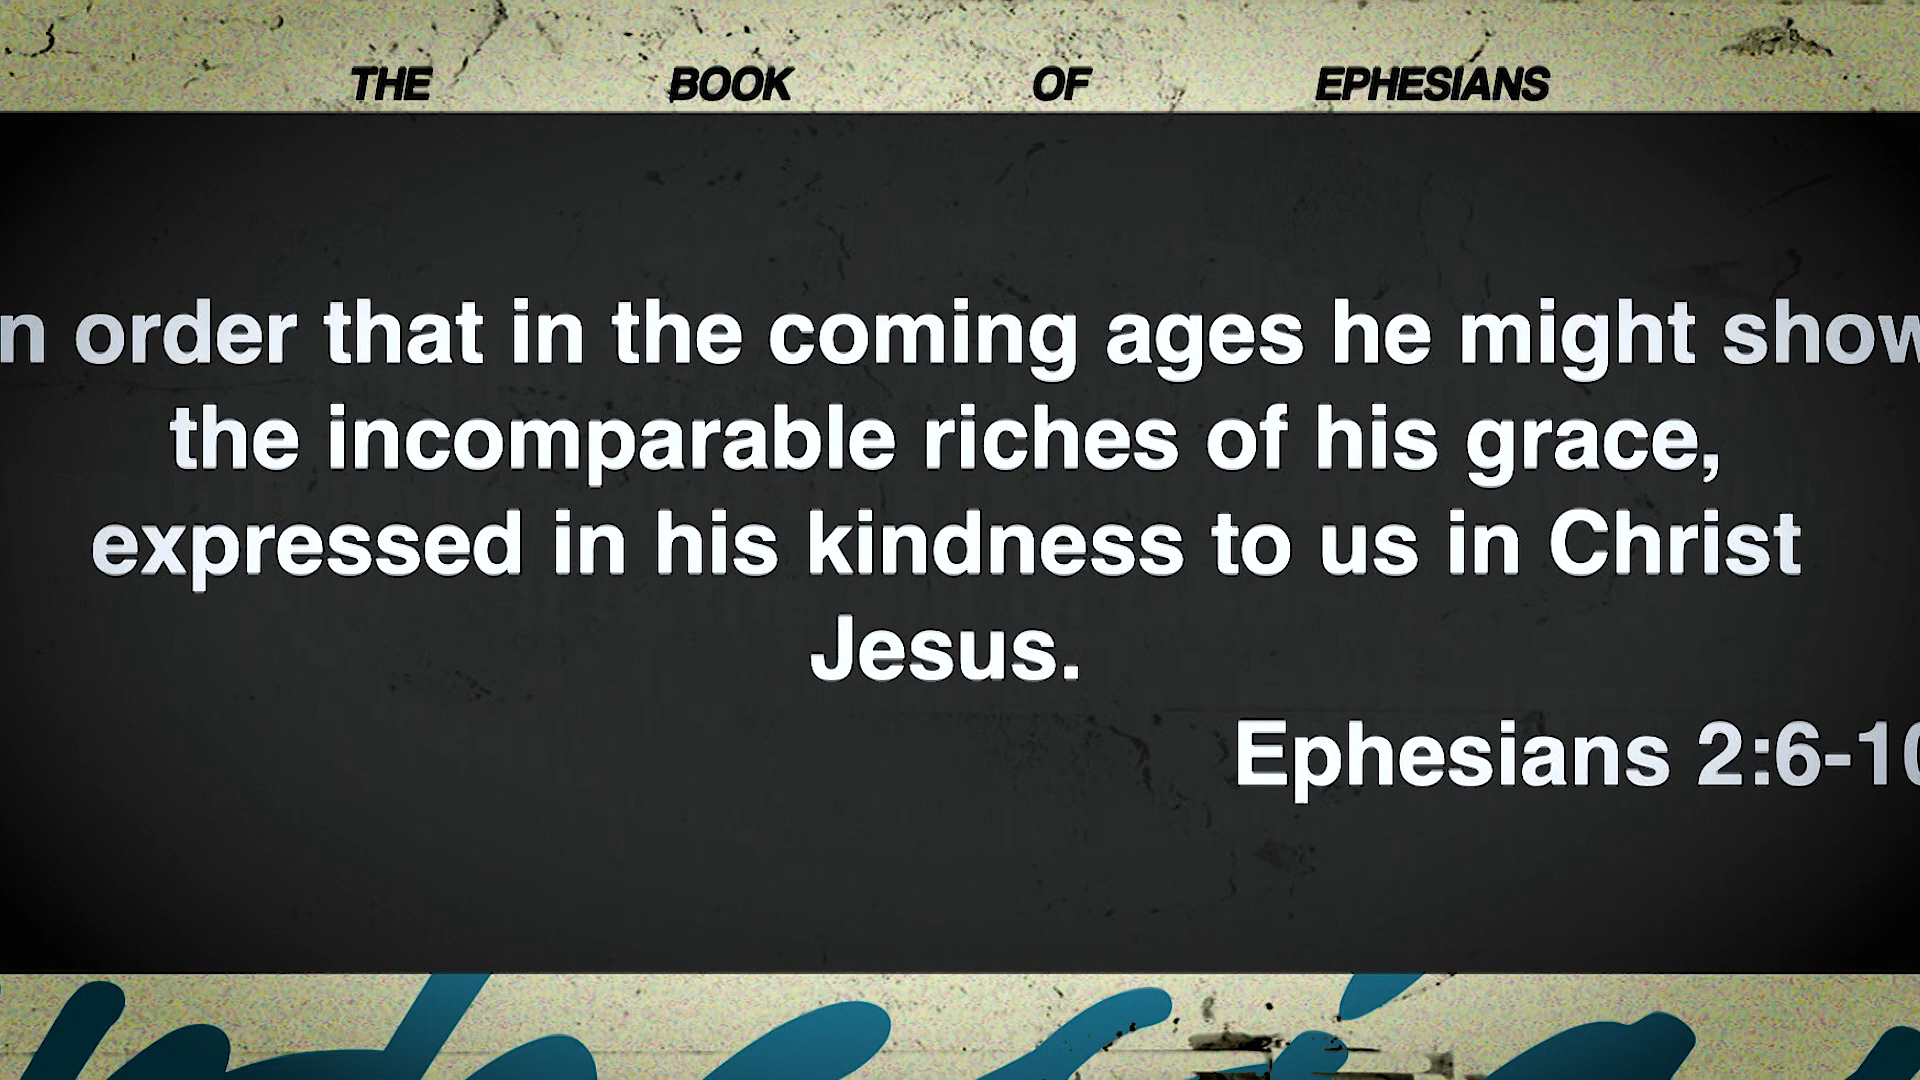 THE BOOK OF EPHESIANS
n order that in the coming ages he might show
the incomparable riches of his grace,
expressed in his kindness to us in Christ
Jesus.
Ephesians 2:6-10